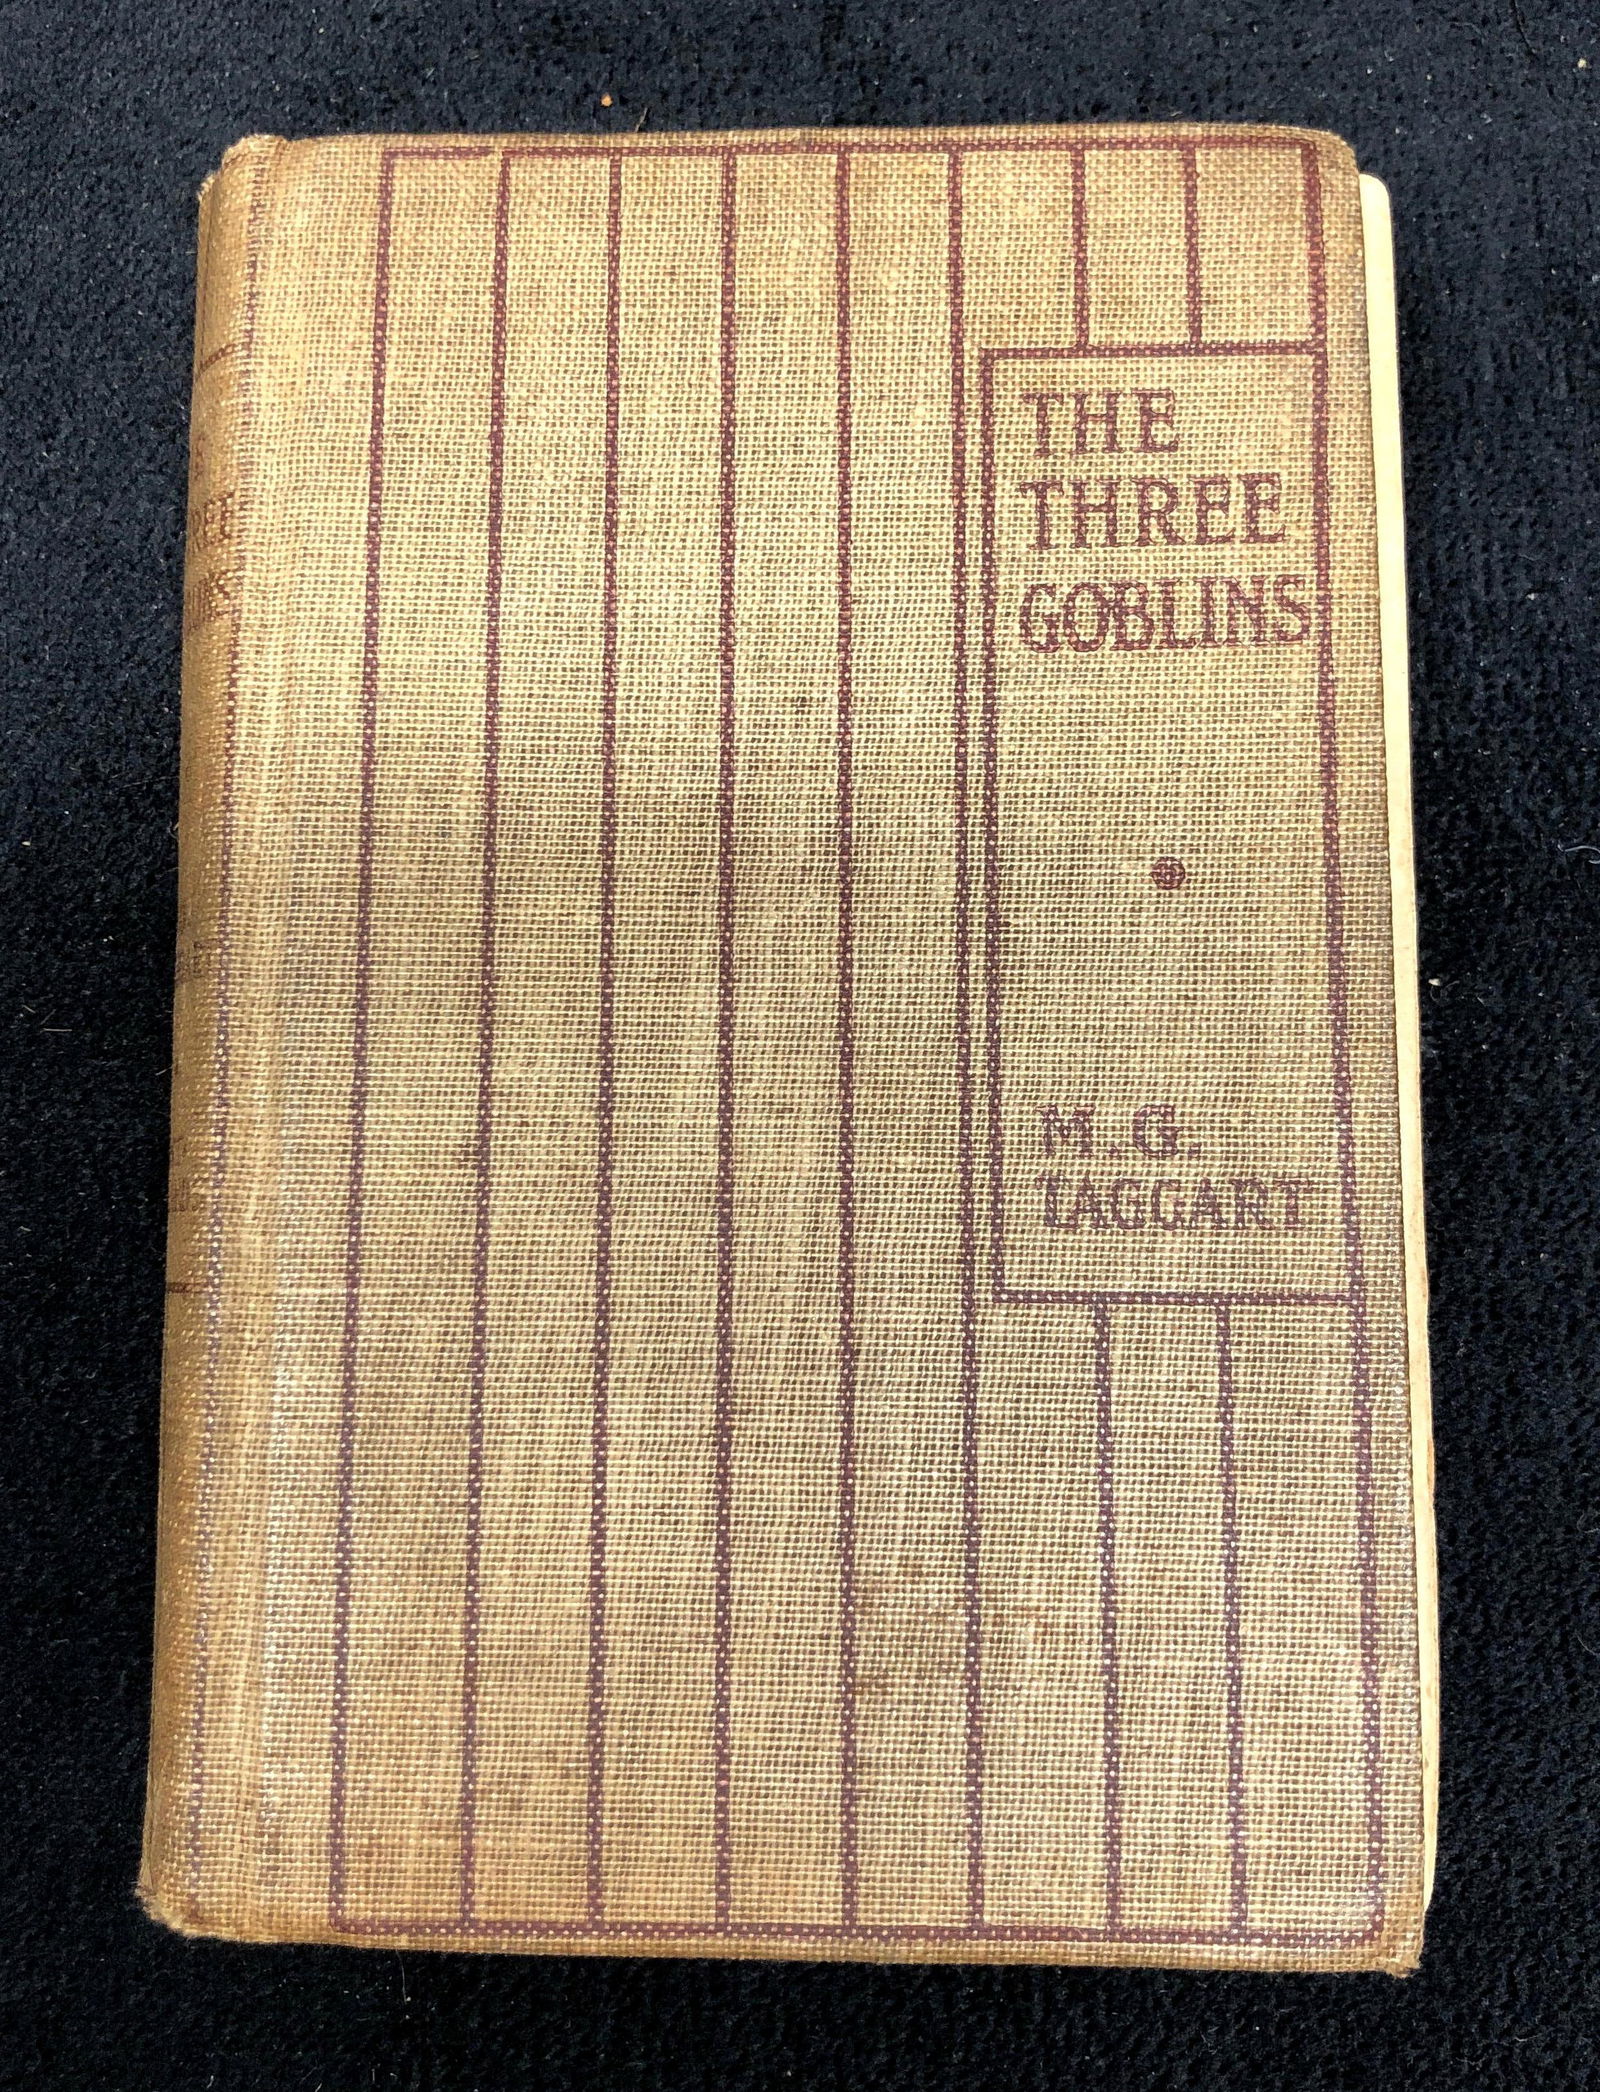 THE
THREE
GOBLINS
M. G.
TAGGART